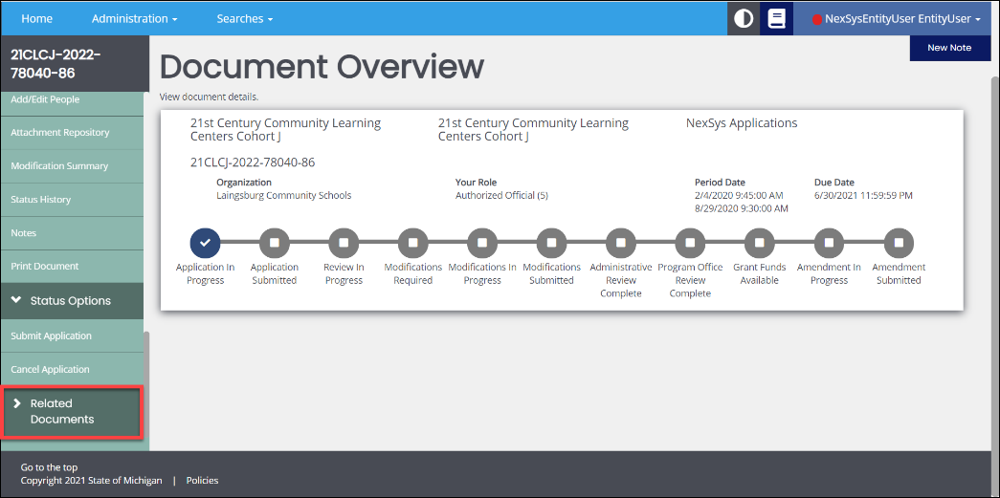 Home
Administration
Searches
NexSysEntityUser EntityUser
21CLCJ-2022-
78040-86
Add/Edit People
Attachment Repository
Modification Summary
Status History
Notes
Print Document
Status Options
Submit Application
Cancel Application
Related
Documents
New Note
Document Overview
View document details.
21st Century Community Learning
Centers Cohort J
21st Century Community Learning
Centers Cohort J
NexSys Applications
21CLCJ-2022-78040-86
Organization
Laingsburg Community Schools
Your Role
Authorized Official (5)
Period Date
2/4/2020 9:45:00 AM
8/29/2020 9:30:00 AM
Due Date
6/30/2021 11:59:59 PM
Application In
Progress
Application
Submitted
Review In
Progress
Modifications
Required
Modifications In
Progress
Modifications
Submitted
Administrative
Review
Complete
Program Office
Review
Complete
Grant Funds
Available
Amendment In
Progress
Amendment
Submitted
Go to the top
Copyright 2021 State of Michigan | Policies